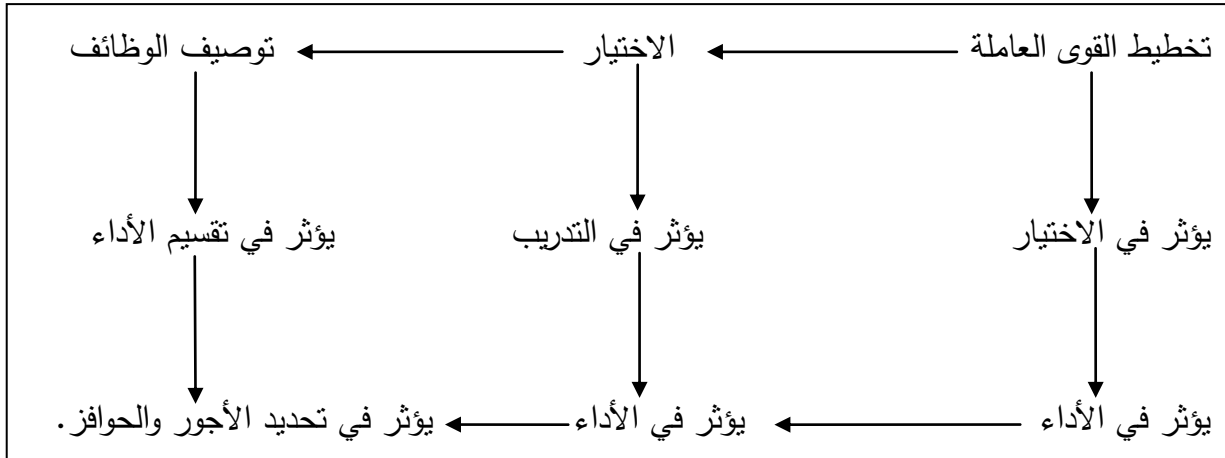 تخطيط القوى العاملة الاختيار توصيف الوظائف
يؤثر في الاختيار يؤثر في التدريب يؤثر في تقسيم الأداء
يؤثر في الأداء يؤثر في الأداء يؤثر في تحديد الأجور والحوافز.